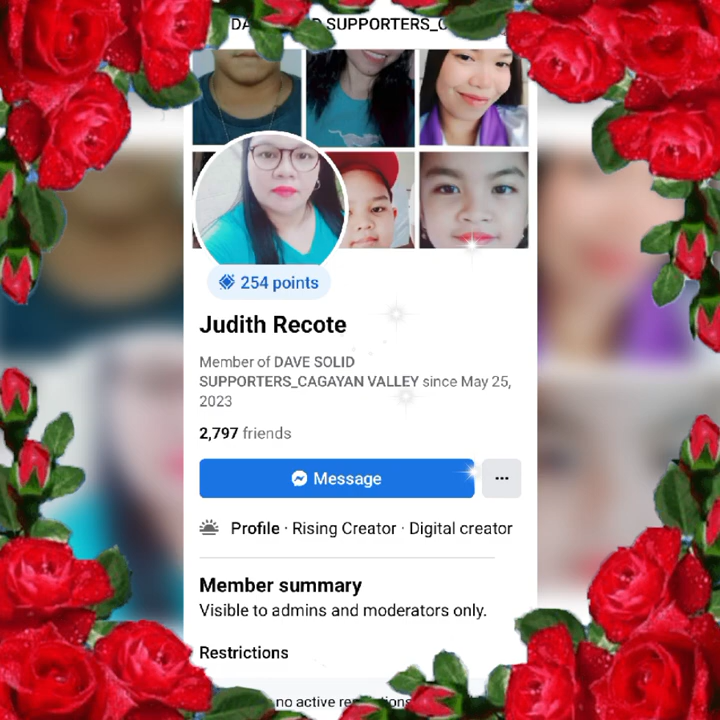 DA SUPPORTERS_C
254 points
Judith Recote
Member of DAVE SOLID
SUPPORTERS_CAGAYAN VALLEY since May 25,
2023
2,797 friends
Message
Profile · Rising Creator · Digital creator
Member summary
Visible to admins and moderators only.
Restrictions
no active